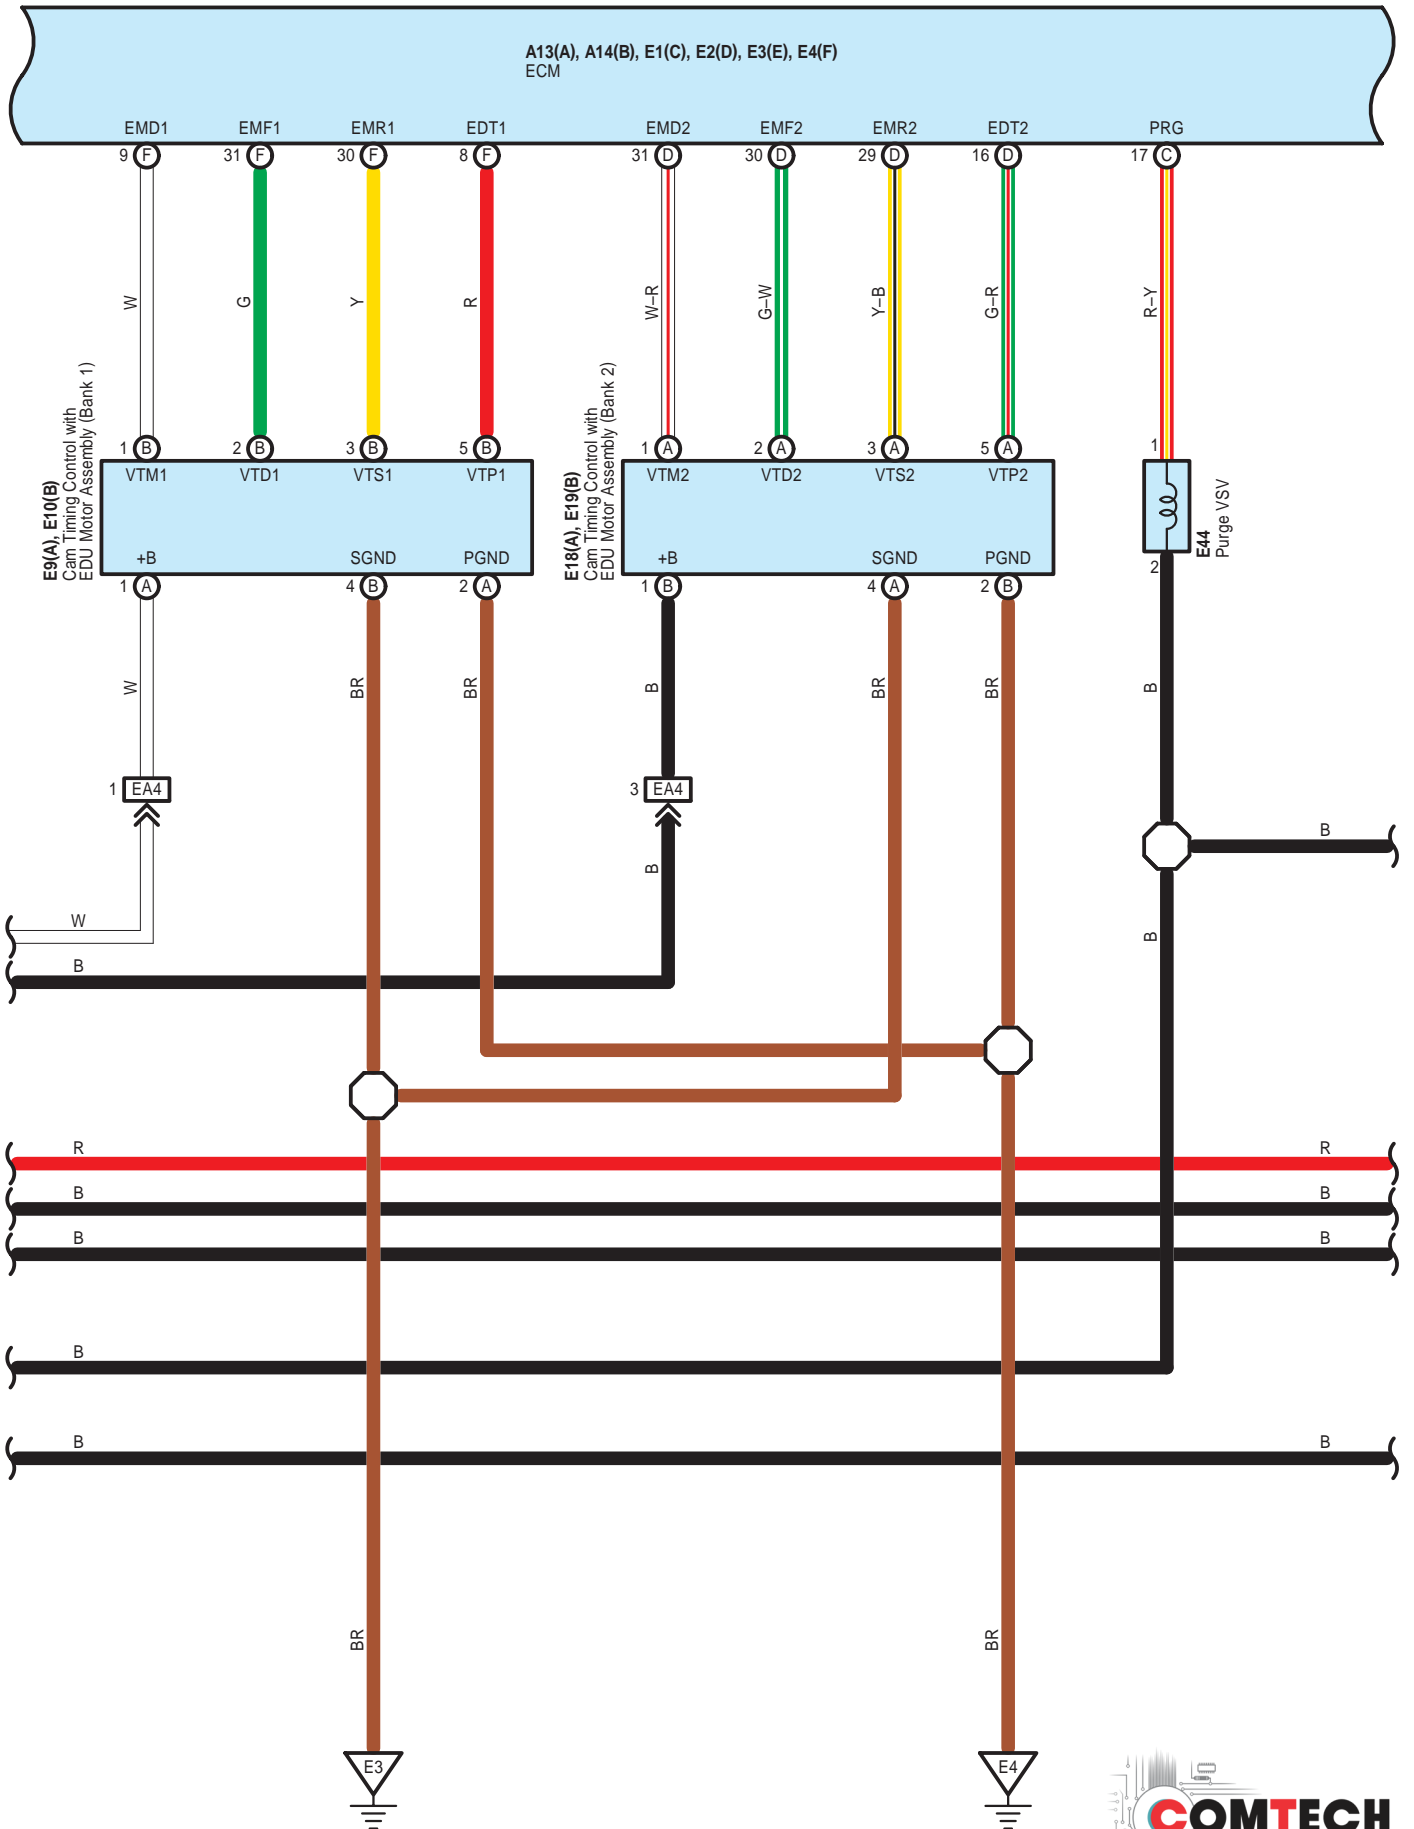 A13(A), A14(B), E1(C), E2(D), E3(E), E4(F)
ECM
EMD1 EMF1 EMR1 EDT1 EMD2 EMF2 EMR2 EDT2 PRG
9 F 31 F 30 F 8 F 31 D 30 D 29 D 16 D 17 C
W G Y R W–R G–W Y–B G–R R–Y
1 B 2 B 3 B 5 B 1 A 2 A 3 A 5 A 1
E9(A), E10(B)
Cam Timing Control with
EDU Motor Assembly (Bank 1)
VTM1 VTD1 VTS1 VTP1
+B SGND PGND
E18(A), E19(B)
Cam Timing Control with
EDU Motor Assembly (Bank 2)
VTM2 VTD2 VTS2 VTP2
+B SGND PGND
E44
Purge VSV
2
1 A 4 B 2 A 1 B 4 A 2 B
W BR BR B BR BR B
1 EA4 3 EA4
B
B
W
B
B
R R
B B
B B
B
B B
BR BR
E3 E4
COMTECH